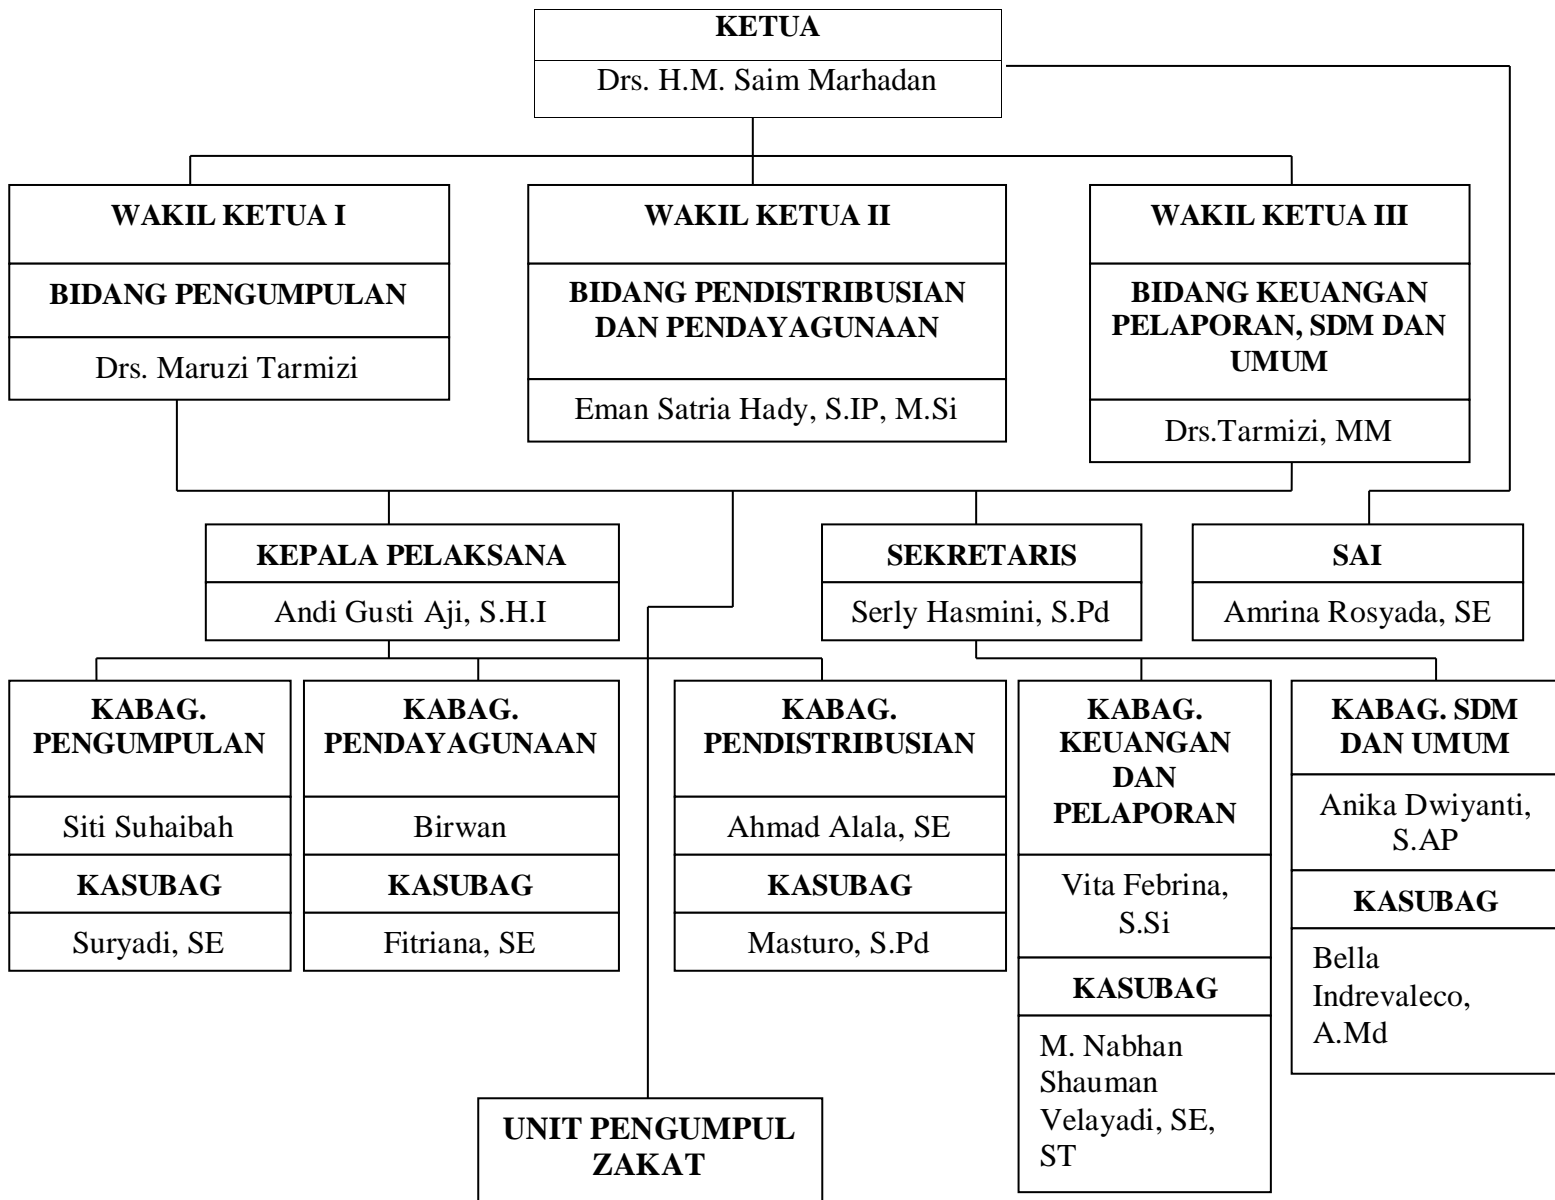 KETUA
Drs. H.M. Saim Marhadan
WAKIL KETUA I
BIDANG PENGUMPULAN
Drs. Maruzi Tarmizi
WAKIL KETUA II
BIDANG PENDISTRIBUSIAN
DAN PENDAYAGUNAAN
Eman Satria Hady, S.IP, M.Si
WAKIL KETUA III
BIDANG KEUANGAN
PELAPORAN, SDM DAN
UMUM
Drs.Tarmizi, MM
KEPALA PELAKSANA
Andi Gusti Aji, S.H.I
SEKRETARIS
Serly Hasmini, S.Pd
SAI
Amrina Rosyada, SE
KABAG.
PENGUMPULAN
Siti Suhaibah
KASUBAG
Suryadi, SE
KABAG.
PENDAYAGUNAAN
Birwan
KASUBAG
Fitriana, SE
KABAG.
PENDISTRIBUSIAN
Ahmad Alala, SE
KASUBAG
Masturo, S.Pd
KABAG.
KEUANGAN
DAN
PELAPORAN
Vita Febrina,
S.Si
KASUBAG
M. Nabhan
Shauman
Velayadi, SE,
ST
KABAG. SDM
DAN UMUM
Anika Dwiyanti,
S.AP
KASUBAG
Bella
Indrevaleco,
A.Md
UNIT PENGUMPUL
ZAKAT